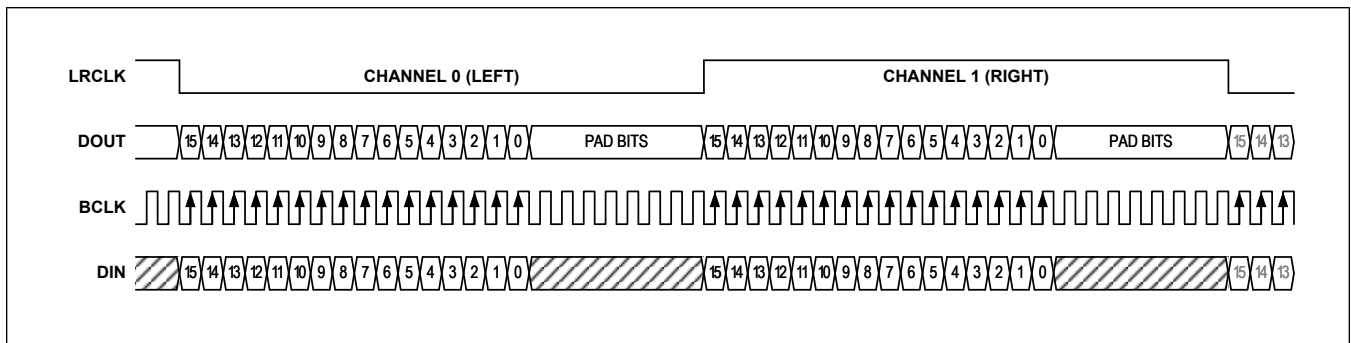 LRCLK CHANNEL 0 (LEFT) CHANNEL 1 (RIGHT)
DOUT 15 14 13 12 11 10 9 8 7 6 5 4 3 2 1 0 PAD BITS 15 14 13 12 11 10 9 8 7 6 5 4 3 2 1 0 PAD BITS 15 14 13
BCLK
DIN 15 14 13 12 11 10 9 8 7 6 5 4 3 2 1 0 15 14 13 12 11 10 9 8 7 6 5 4 3 2 1 0 15 14 13